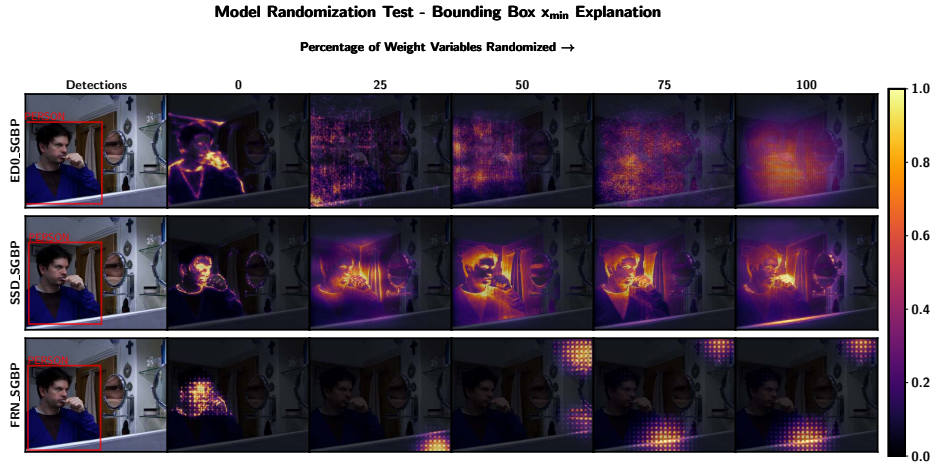 Model Randomization Test - Bounding Box xmin Explanation
Percentage of Weight Variables Randomized →
Detections 0 25 50 75 100
ED0_SGBP
PERSON
SSD_SGBP
PERSON
FRN_SGBP
PERSON
1.0
0.8
0.6
0.4
0.2
0.0